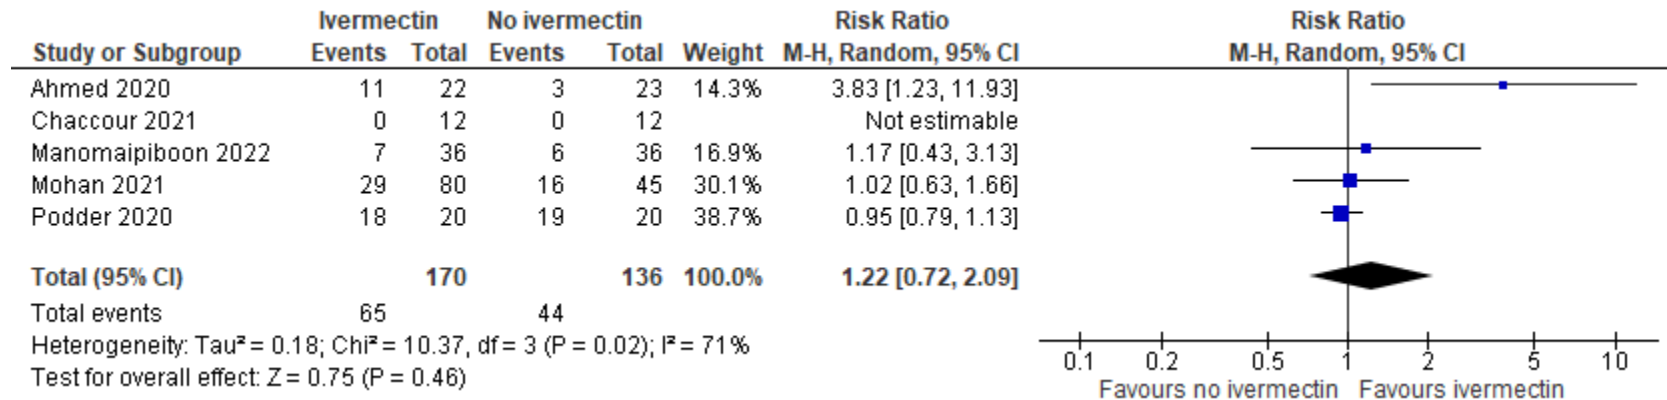 Ivermectin No ivermectin Risk Ratio Risk Ratio
Study or Subgroup Events Total Events Total Weight M-H, Random, 95% CI M-H, Random, 95% CI
Ahmed 2020 11 22 3 23 14.3% 3.83 [1.23, 11.93]
Chaccour 2021 0 12 0 12 Not estimable
Manomaipiboon 2022 7 36 6 36 16.9% 1.17 [0.43, 3.13]
Mohan 2021 29 80 16 45 30.1% 1.02 [0.63, 1.66]
Podder 2020 18 20 19 20 38.7% 0.95 [0.79, 1.13]
Total (95% CI) 170 136 100.0% 1.22 [0.72, 2.09]
Total events 65 44
Heterogeneity: Tau² = 0.18; Chi² = 10.37, df = 3 (P = 0.02); I² = 71%
Test for overall effect: Z = 0.75 (P = 0.46)
0.1 0.2 0.5 1 2 5 10
Favours no ivermectin Favours ivermectin